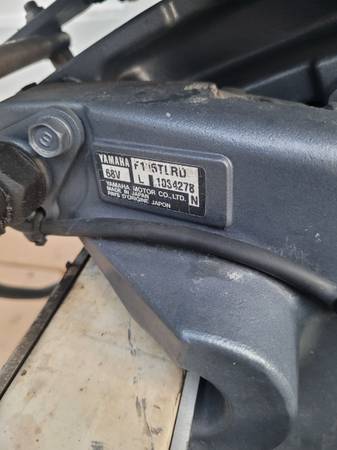 YAMAHA F115TLRD
68V L 1034278
YAMAHA MOTOR CO., LTD. N
MADE IN JAPAN
PAYS D'ORIGINE JAPON